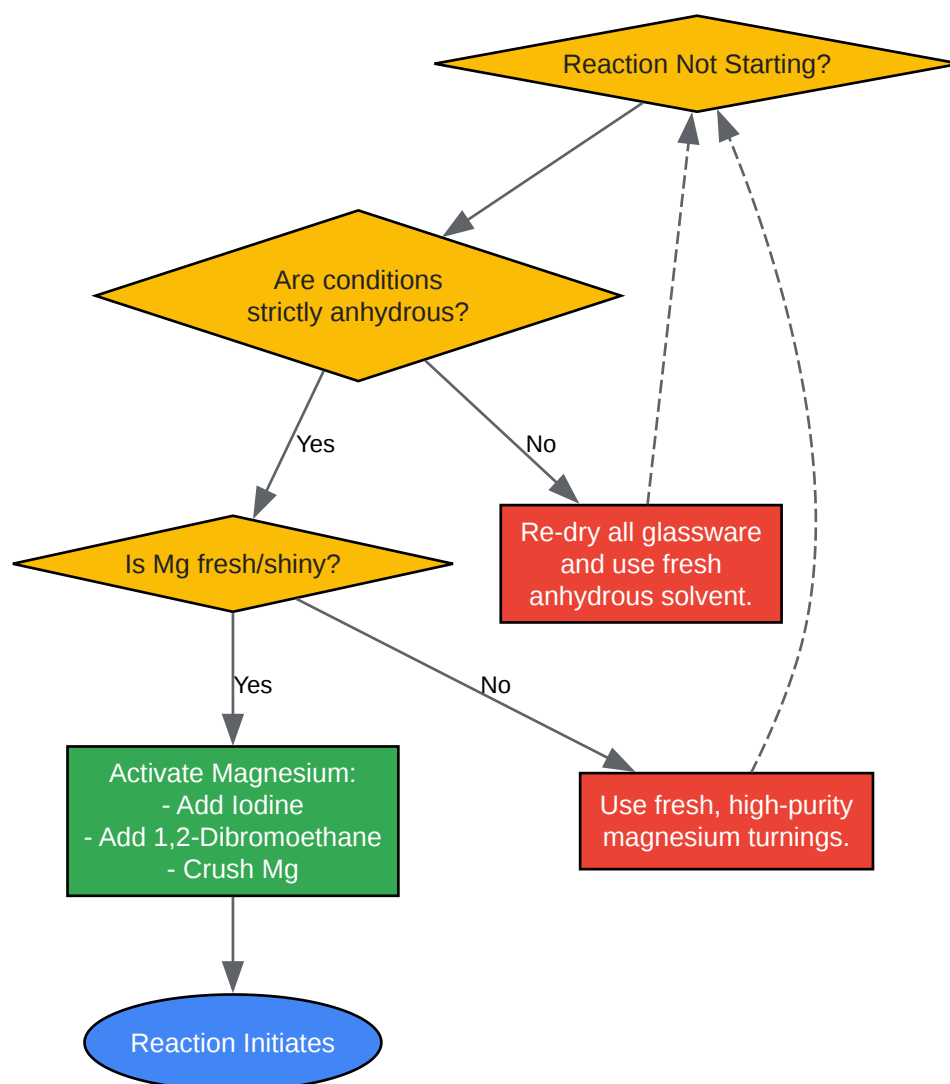 Reaction Not Starting?
Are conditions
strictly anhydrous?
Yes
No
Re-dry all glassware
and use fresh
anhydrous solvent.
Is Mg fresh/shiny?
Yes
No
Activate Magnesium:
- Add Iodine
- Add 1,2-Dibromoethane
- Crush Mg
Use fresh, high-purity
magnesium turnings.
Reaction Initiates